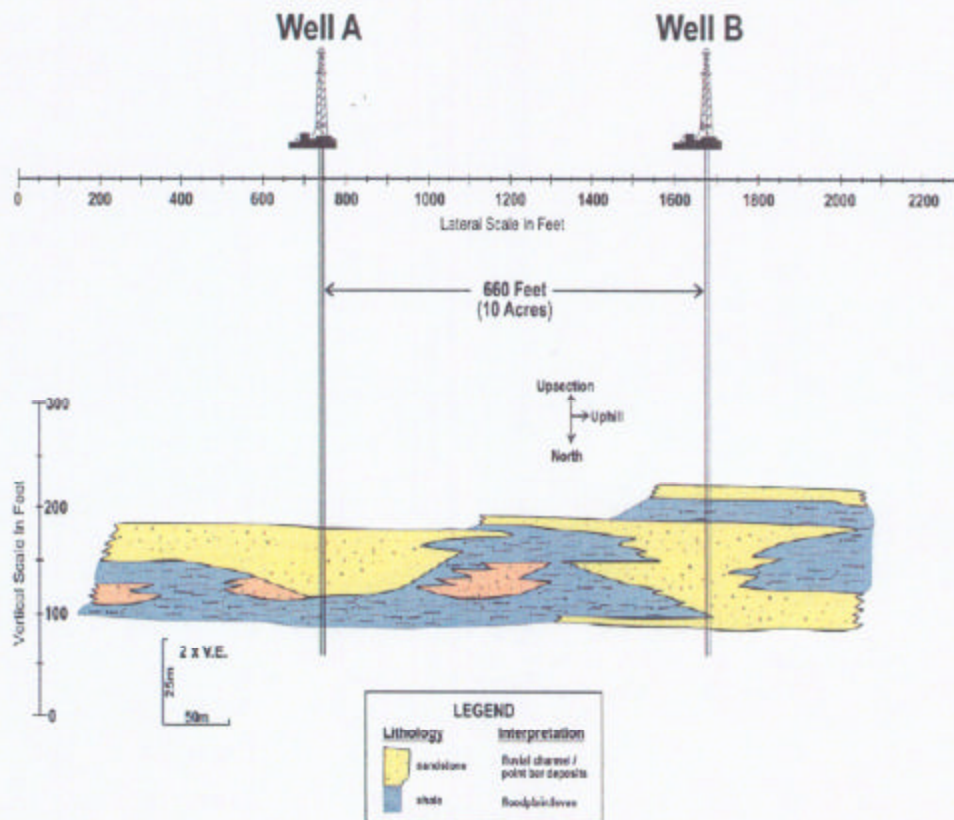 Well A
Well B
0 200 400 600 800 1000 1200 1400 1600 1800 2000 2200
Lateral Scale In Feet
660 Feet
(10 Acres)
Upsection
Uphill
North
300
200
100
0
Vertical Scale In Feet
2 x V.E.
25m
50m
LEGEND
Lithology
Interpretation
sandstone
fluvial channel /
point bar deposits
shale
floodplain/levee